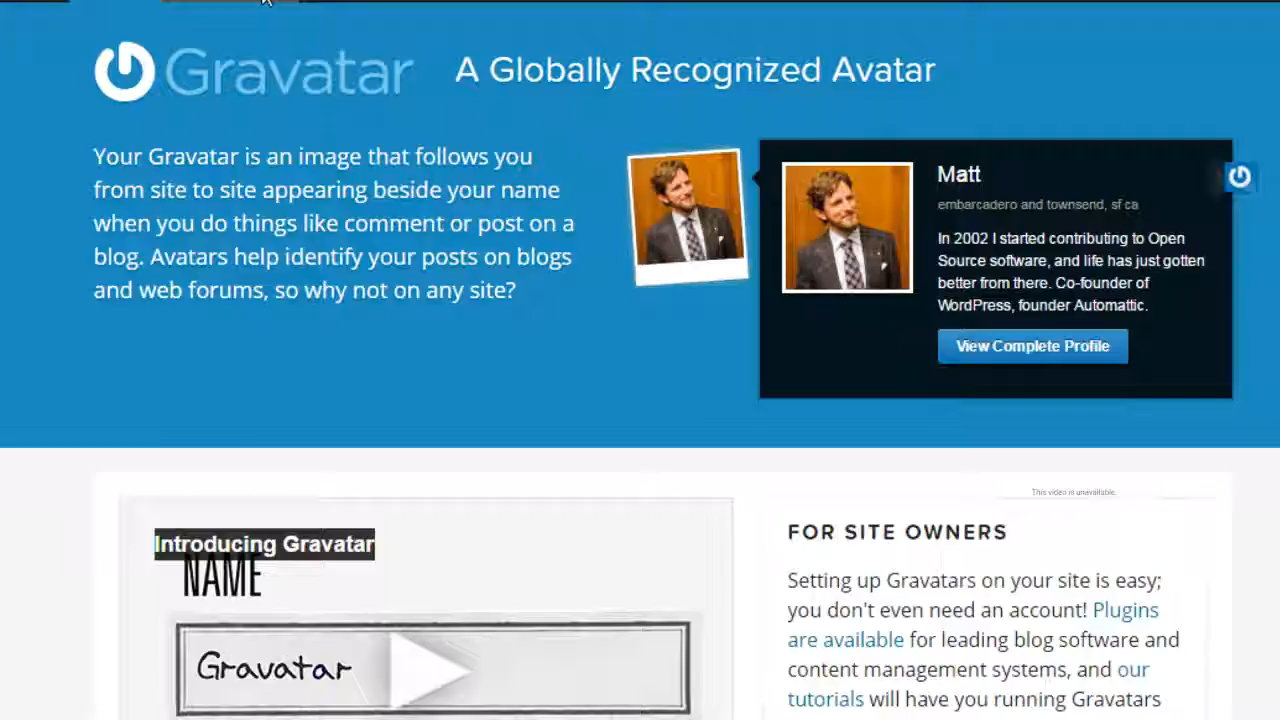 Gravatar
A Globally Recognized Avatar
Your Gravatar is an image that follows you
from site to site appearing beside your name
when you do things like comment or post on a
blog. Avatars help identify your posts on blogs
and web forums, so why not on any site?
Matt
embarcadero and townsend, sf ca
In 2002 I started contributing to Open
Source software, and life has just gotten
better from there. Co-founder of
WordPress, founder Automattic.
View Complete Profile
Introducing Gravatar
NAME
Gravatar
This video is unavailable.
FOR SITE OWNERS
Setting up Gravatars on your site is easy;
you don't even need an account! Plugins
are available for leading blog software and
content management systems, and our
tutorials will have you running Gravatars